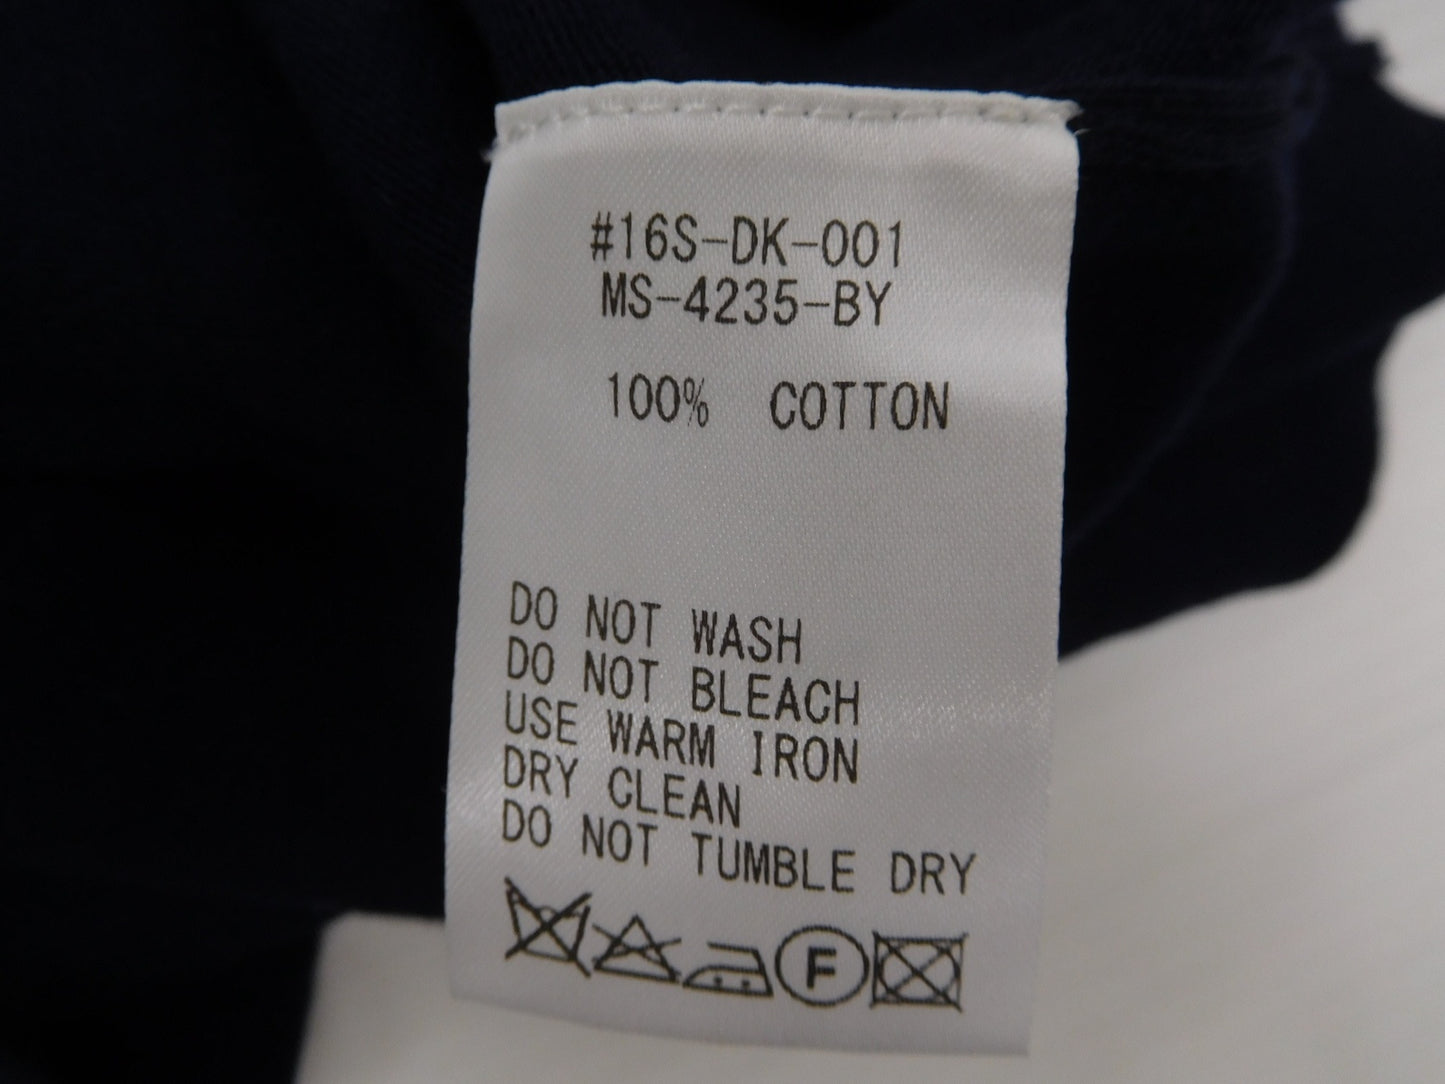 #16S-DK-001
MS-4235-BY
100% COTTON
DO NOT WASH
DO NOT BLEACH
USE WARM IRON
DRY CLEAN
DO NOT TUMBLE DRY
F